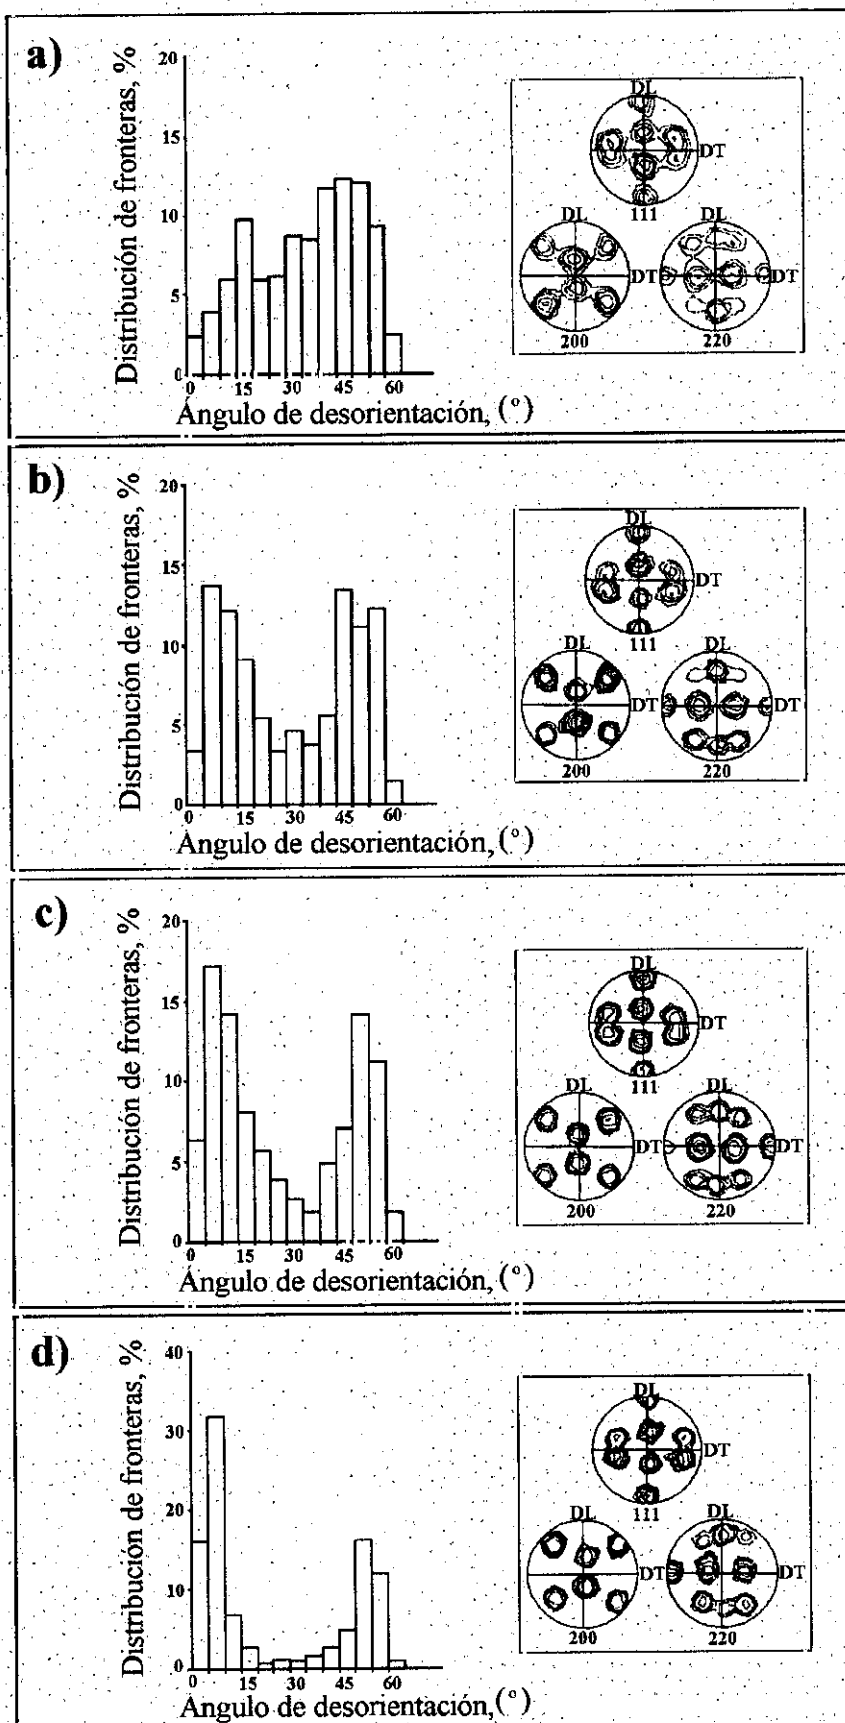 a)
Distribución de fronteras, %
20
15
10
5
0
0 15 30 45 60
Ángulo de desorientación, (°)
DL
DT
111
DL
DT
200
DL
DT
220
b)
Distribución de fronteras, %
20
15
10
5
0
0 15 30 45 60
Ángulo de desorientación, (°)
DL
DT
111
DL
DT
200
DL
DT
220
c)
Distribución de fronteras, %
20
15
10
5
0
0 15 30 45 60
Ángulo de desorientación, (°)
DL
DT
111
DL
DT
200
DL
DT
220
d)
Distribución de fronteras, %
40
30
20
10
0
0 15 30 45 60
Ángulo de desorientación, (°)
DL
DT
111
DL
DT
200
DL
DT
220